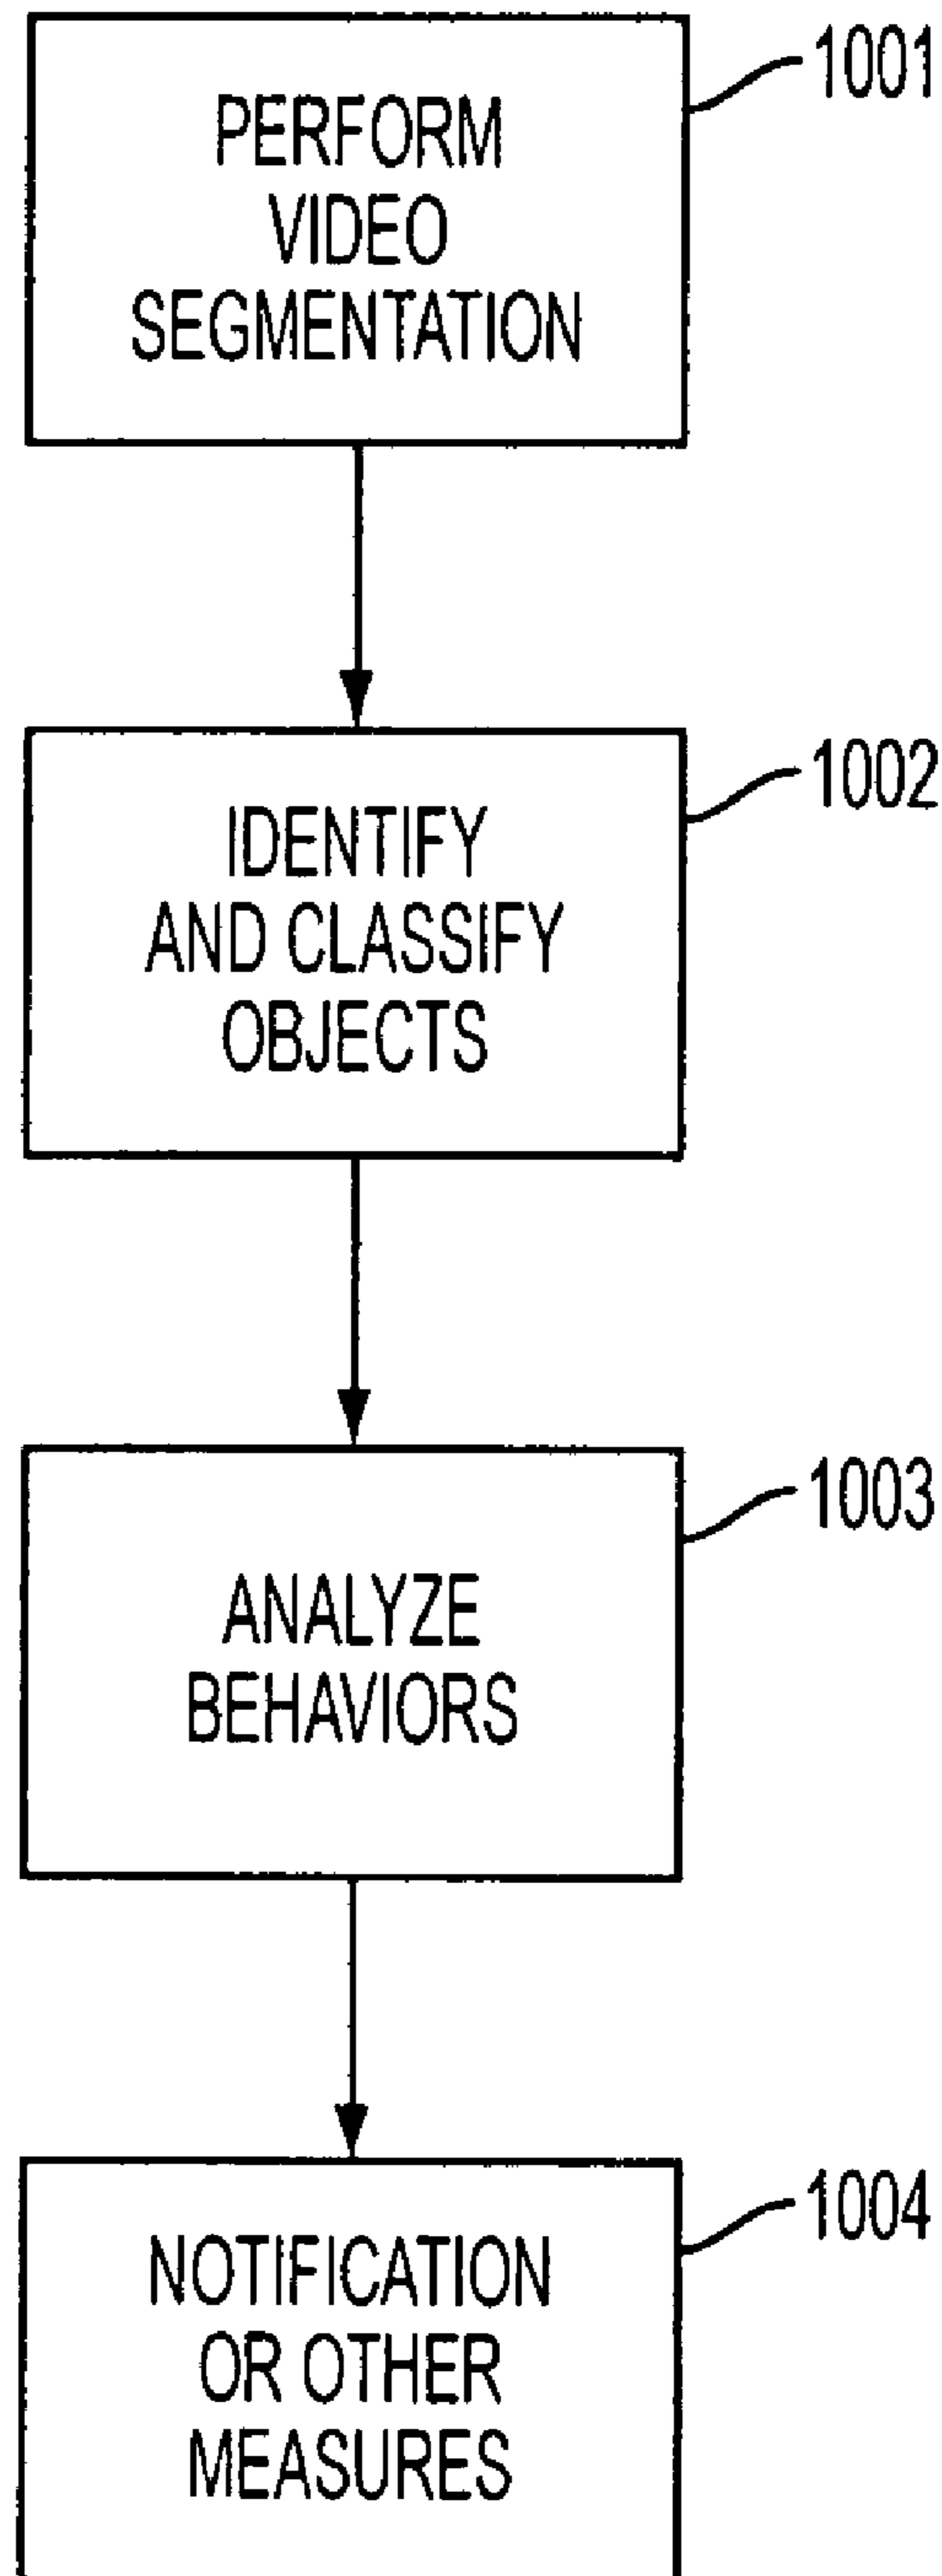 PERFORM
VIDEO
SEGMENTATION
1001
IDENTIFY
AND CLASSIFY
OBJECTS
1002
ANALYZE
BEHAVIORS
1003
NOTIFICATION
OR OTHER
MEASURES
1004